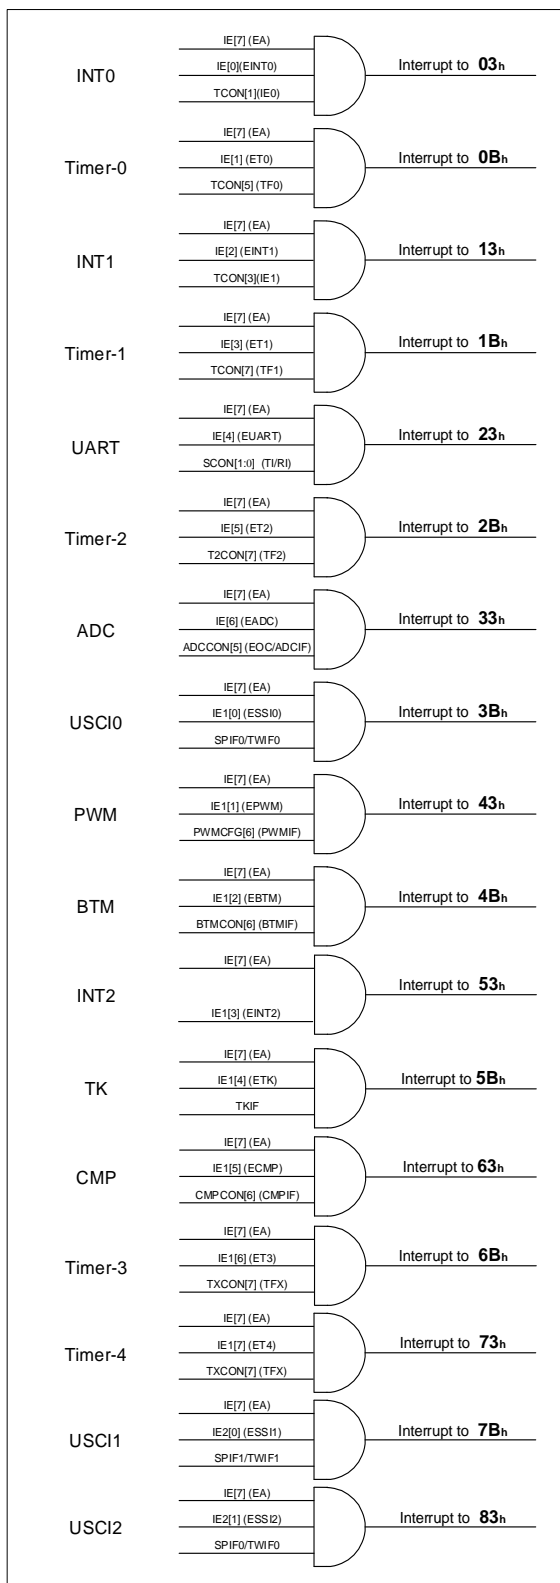 IE[7] (EA)
INT0 IE[0](EINT0) Interrupt to 03h
TCON[1](IE0)
IE[7] (EA)
Timer-0 IE[1] (ET0) Interrupt to 0Bh
TCON[5] (TF0)
IE[7] (EA)
INT1 IE[2] (EINT1) Interrupt to 13h
TCON[3](IE1)
IE[7] (EA)
Timer-1 IE[3] (ET1) Interrupt to 1Bh
TCON[7] (TF1)
IE[7] (EA)
UART IE[4] (EUART) Interrupt to 23h
SCON[1:0] (TI/RI)
IE[7] (EA)
Timer-2 IE[5] (ET2) Interrupt to 2Bh
T2CON[7] (TF2)
IE[7] (EA)
ADC IE[6] (EADC) Interrupt to 33h
ADCCON[5] (EOC/ADCIF)
IE[7] (EA)
USCI0 IE1[0] (ESSI0) Interrupt to 3Bh
SPIF0/TWIF0
IE[7] (EA)
PWM IE1[1] (EPWM) Interrupt to 43h
PWMCFG[6] (PWMIF)
IE[7] (EA)
BTM IE1[2] (EBTM) Interrupt to 4Bh
BTMCON[6] (BTMIF)
IE[7] (EA)
INT2 Interrupt to 53h
IE1[3] (EINT2)
IE[7] (EA)
TK IE1[4] (ETK) Interrupt to 5Bh
TKIF
IE[7] (EA)
CMP IE1[5] (ECMP) Interrupt to 63h
CMPCON[6] (CMPIF)
IE[7] (EA)
Timer-3 IE1[6] (ET3) Interrupt to 6Bh
TXCON[7] (TFX)
IE[7] (EA)
Timer-4 IE1[7] (ET4) Interrupt to 73h
TXCON[7] (TFX)
IE[7] (EA)
USCI1 IE2[0] (ESSI1) Interrupt to 7Bh
SPIF1/TWIF1
IE[7] (EA)
USCI2 IE2[1] (ESSI2) Interrupt to 83h
SPIF0/TWIF0